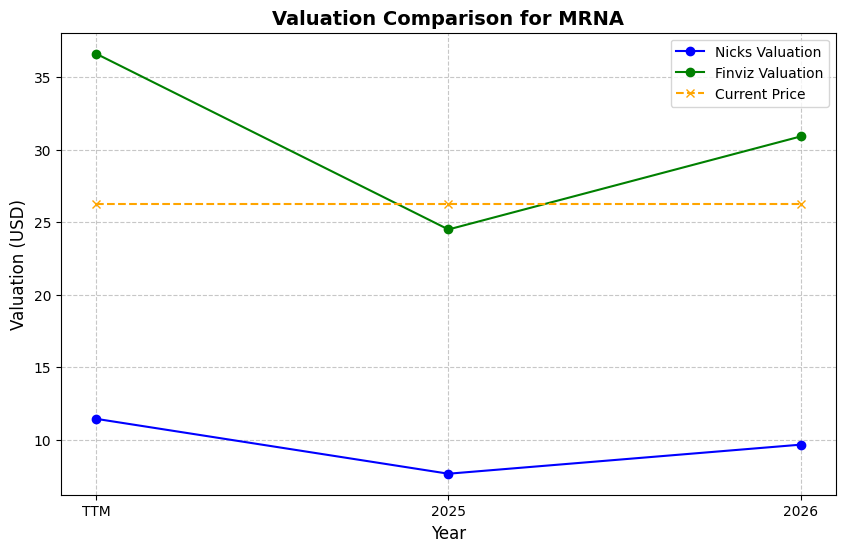 Valuation Comparison for MRNA
Nicks Valuation
Finviz Valuation
Current Price
Valuation (USD)
35
30
25
20
15
10
TTM
2025
2026
Year